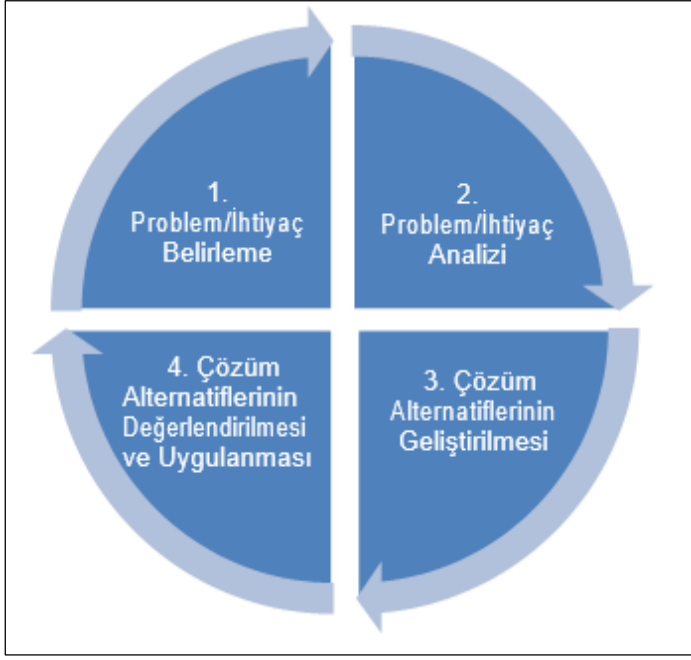 1.
Problem/İhtiyaç
Belirleme
2.
Problem/İhtiyaç
Analizi
3. Çözüm
Alternatiflerinin
Geliştirilmesi
4. Çözüm
Alternatiflerinin
Değerlendirilmesi
ve Uygulanması